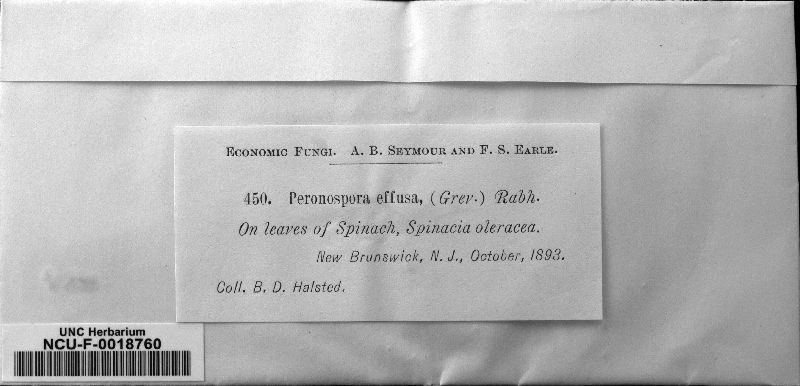 Economic Fungi. A. B. Seymour and F. S. Earle.
450. Peronospora effusa, (Grev.) Rabh.
On leaves of Spinach, Spinacia oleracea.
New Brunswick, N. J., October, 1893.
Coll. B. D. Halsted.
UNC Herbarium
NCU-F-0018760